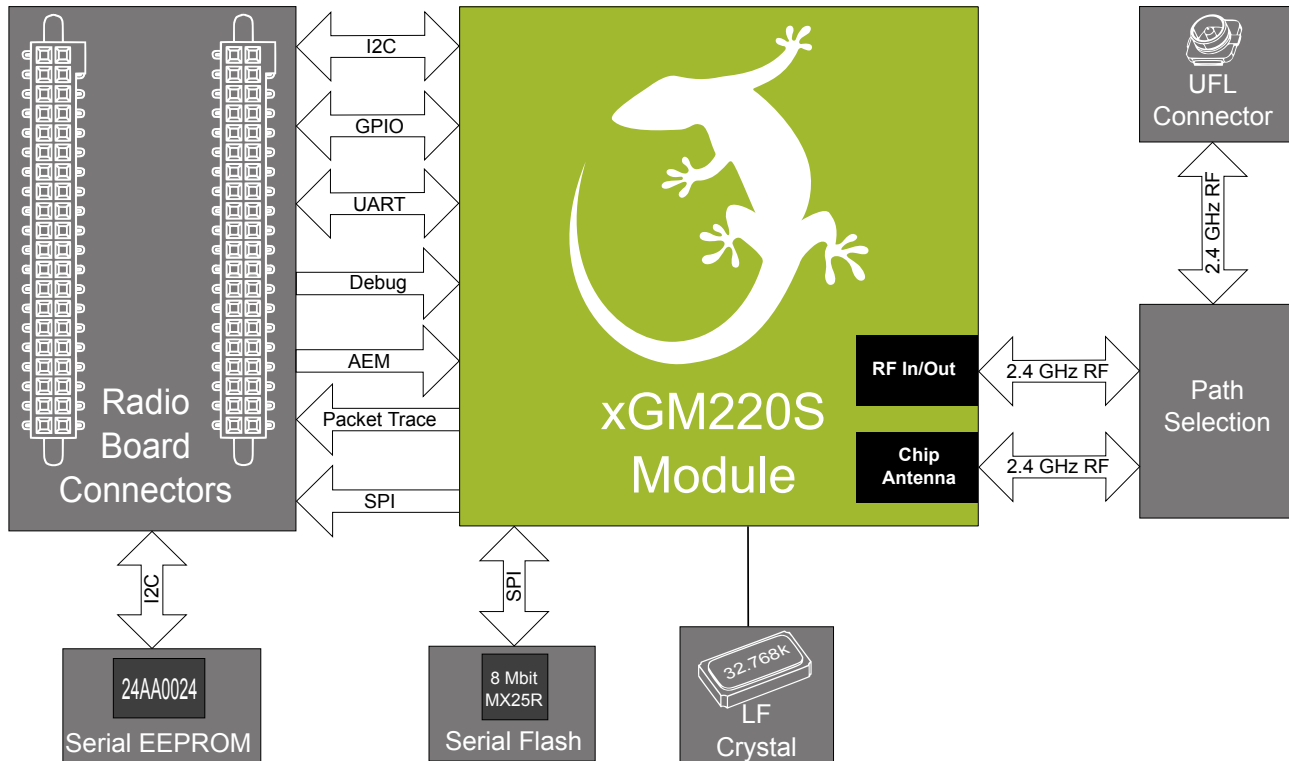 I2C
GPIO
UART
Debug
AEM
Packet Trace
SPI
Radio
Board
Connectors
xGM220S
Module
RF In/Out
Chip
Antenna
2.4 GHz RF
2.4 GHz RF
UFL
Connector
2.4 GHz RF
Path
Selection
I2C
24AA0024
Serial EEPROM
SPI
8 Mbit
MX25R
Serial Flash
32.768k
LF
Crystal